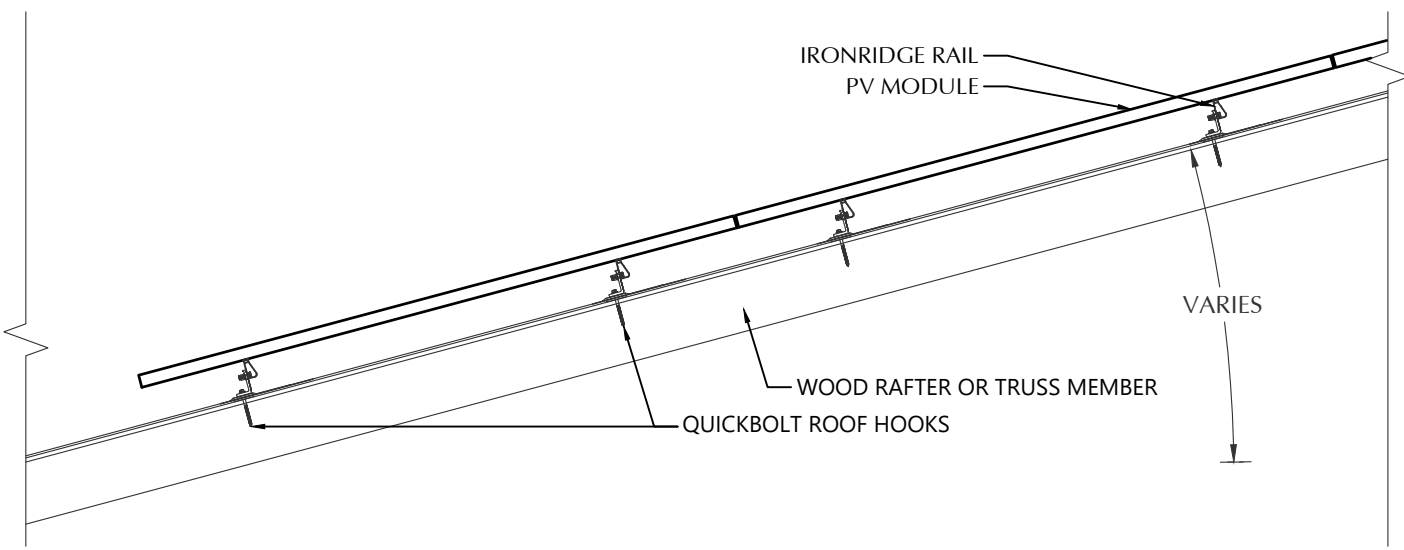 IRONRIDGE RAIL
PV MODULE
VARIES
WOOD RAFTER OR TRUSS MEMBER
QUICKBOLT ROOF HOOKS